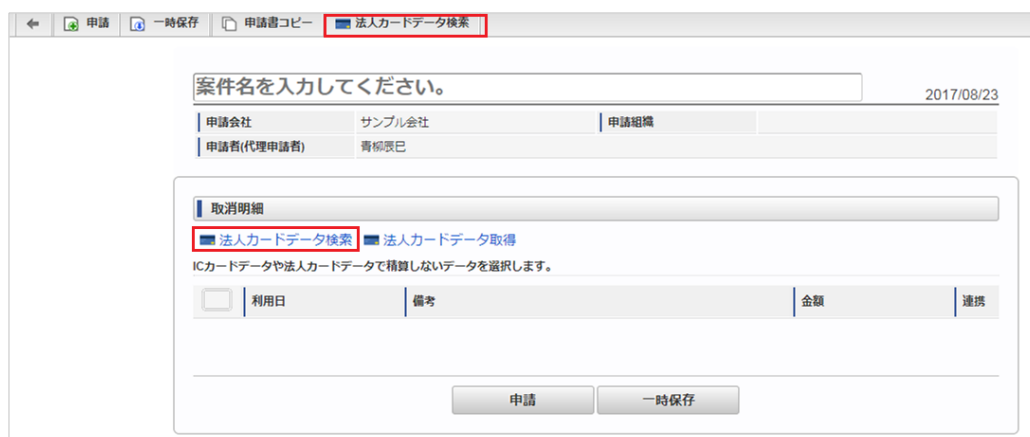 申請 一時保存 申請書コピー 法人カードデータ検索
案件名を入力してください。
2017/08/23
申請会社 サンプル会社 申請組織
申請者(代理申請者) 青柳辰巳
取消明細
法人カードデータ検索 法人カードデータ取得
ICカードデータや法人カードデータで精算しないデータを選択します。
利用日 備考 金額 連携
申請 一時保存